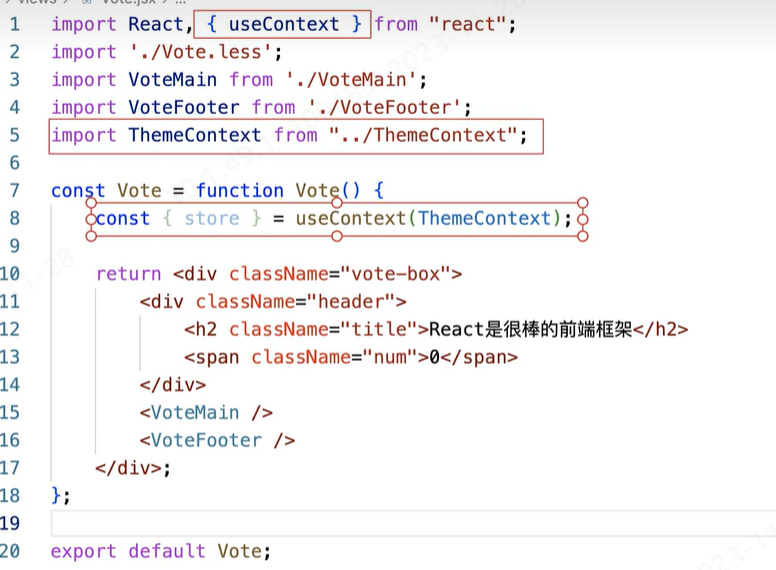 views > Vote.jsx > ...
1 import React, { useContext } from "react";
2 import './Vote.less';
3 import VoteMain from './VoteMain';
4 import VoteFooter from './VoteFooter';
5 import ThemeContext from "../ThemeContext";
6
7 const Vote = function Vote() {
8 const { store } = useContext(ThemeContext);
9
10 return <div className="vote-box">
11 <div className="header">
12 <h2 className="title">React是很棒的前端框架</h2>
13 <span className="num">0</span>
14 </div>
15 <VoteMain />
16 <VoteFooter />
17 </div>;
18 };
19
20 export default Vote;